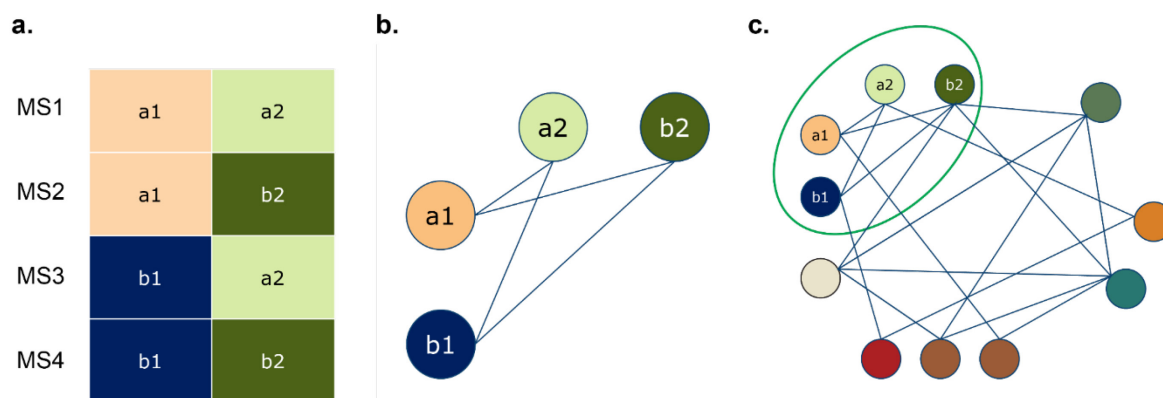 a.
MS1 a1 a2
MS2 a1 b2
MS3 b1 a2
MS4 b1 b2
b.
a2 b2
a1
b1
c.
a2 b2
a1
b1